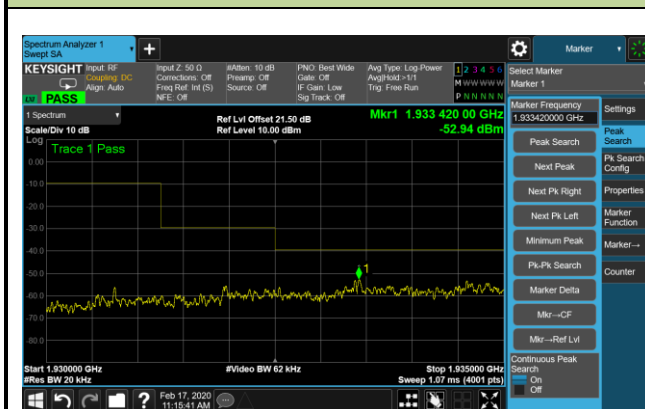 Spectrum Analyzer 1
Swept SA
+
Marker
KEYSIGHT
Input: RF
Coupling: DC
Align: Auto
Input Z: 50 Ω
Corrections: Off
Freq Ref: Int (S)
NFE: Off
#Atten: 10 dB
Preamp: Off
Source: Off
PNO: Best Wide
Gate: Off
IF Gain: Low
Sig Track: Off
Avg Type: Log-Power
Avg|Hold:>1/1
Trig: Free Run
1 2 3 4 5 6
M W W W W W
P N N N N N
PASS
Select Marker
Marker 1
1 Spectrum
Scale/Div 10 dB
Ref Lvl Offset 21.50 dB
Ref Level 10.00 dBm
Mkr1 1.933 420 00 GHz
-52.94 dBm
Log
Trace 1 Pass
0.00
-10.0
-20.0
-30.0
-40.0
-50.0
-60.0
-70.0
-80.0
1
Start 1.930000 GHz
#Res BW 20 kHz
#Video BW 62 kHz
Stop 1.935000 GHz
Sweep 1.07 ms (4001 pts)
Marker Frequency
1.933420000 GHz
Peak Search
Next Peak
Next Pk Right
Next Pk Left
Minimum Peak
Pk-Pk Search
Marker Delta
Mkr→CF
Mkr→Ref Lvl
Continuous Peak
Search
On
Off
Settings
Peak
Search
Pk Search
Config
Properties
Marker
Function
Marker→
Counter
?
Feb 17, 2020
11:15:41 AM